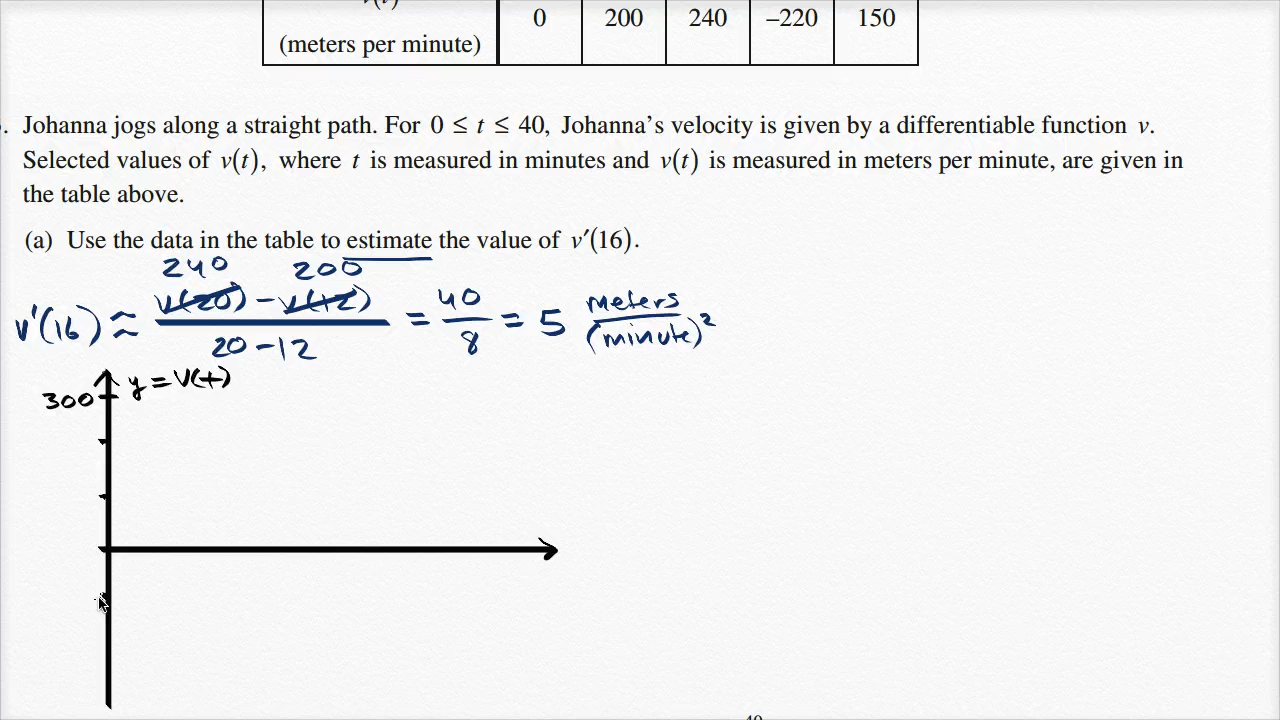 v(t)
(meters per minute) 0 200 240 –220 150
. Johanna jogs along a straight path. For 0 ≤ t ≤ 40, Johanna’s velocity is given by a differentiable function v.
Selected values of v(t), where t is measured in minutes and v(t) is measured in meters per minute, are given in
the table above.
(a) Use the data in the table to estimate the value of v′(16).
240 200
v'(16) ≈ v(20) - v(12) / 20 - 12 = 40 / 8 = 5 meters / (minute)²
y = v(t)
300